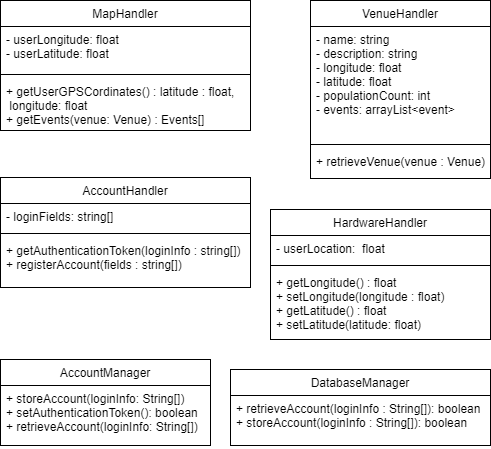 MapHandler
- userLongitude: float
- userLatitude: float
+ getUserGPSCordinates() : latitude : float,
longitude: float
+ getEvents(venue: Venue) : Events[]
VenueHandler
- name: string
- description: string
- longitude: float
- latitude: float
- populationCount: int
- events: arrayList<event>
+ retrieveVenue(venue : Venue)
AccountHandler
- loginFields: string[]
+ getAuthenticationToken(loginInfo : string[])
+ registerAccount(fields : string[])
HardwareHandler
- userLocation:  float
+ getLongitude() : float
+ setLongitude(longitude : float)
+ getLatitude() : float
+ setLatitude(latitude: float)
AccountManager
+ storeAccount(loginInfo: String[])
+ setAuthenticationToken(): boolean
+ retrieveAccount(loginInfo: String[])
DatabaseManager
+ retrieveAccount(loginInfo : String[]): boolean
+ storeAccount(loginInfo : String[]): boolean